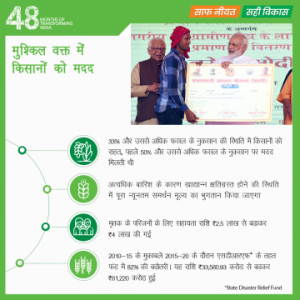 48 MONTHS OF
TRANSFORMING
INDIA
साफ नीयत सही विकास
मुश्किल वक्त में
किसानों को मदद
33% और उससे अधिक फसल के नुकसान की स्थिति में किसानों को
राहत, पहले 50% और उससे अधिक फसल के नुकसान पर मदद
मिलती थी
अत्यधिक बारिश के कारण खाद्यान्न क्षतिग्रस्त होने की स्थिति
में पूरा न्यूनतम समर्थन मूल्य का भुगतान किया जाएगा
मृतक के परिजनों के लिए सहायता राशि ₹2.5 लाख से बढ़ाकर
₹4 लाख की गई
2010-15 के मुकाबले 2015-20 के दौरान एसडीआरएफ* के तहत
फंड में 82% की बढ़ोतरी। यह राशि ₹33,580.93 करोड़ से बढ़कर
₹61,220 करोड़ हुई
*State Disaster Relief Fund